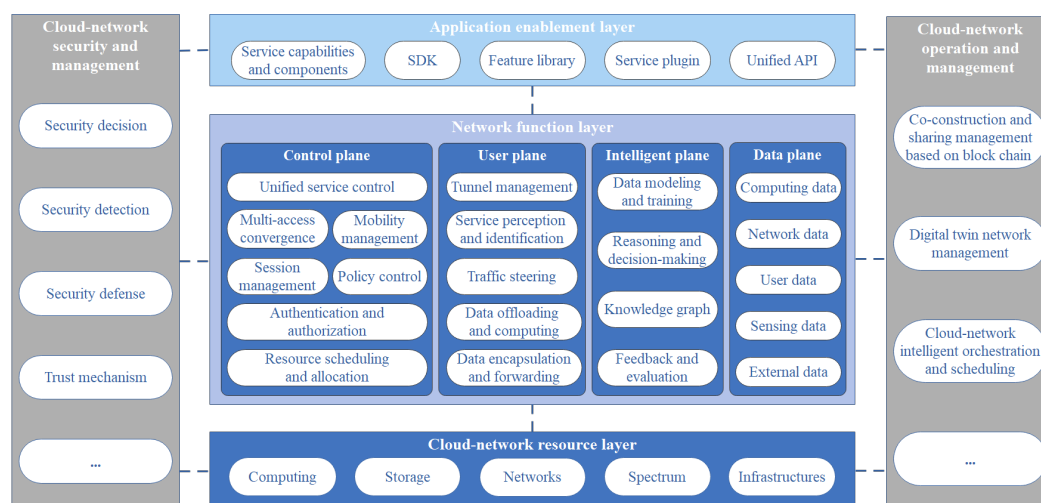 Cloud-network
security and
management
Security decision
Security detection
Security defense
Trust mechanism
...
Application enablement layer
Service capabilities
and components
SDK
Feature library
Service plugin
Unified API
Network function layer
Control plane
Unified service control
Multi-access
convergence
Mobility
management
Session
management
Policy control
Authentication and
authorization
Resource scheduling
and allocation
User plane
Tunnel management
Service perception
and identification
Traffic steering
Data offloading
and computing
Data encapsulation
and forwarding
Intelligent plane
Data modeling
and training
Reasoning and
decision-making
Knowledge graph
Feedback and
evaluation
Data plane
Computing data
Network data
User data
Sensing data
External data
Cloud-network resource layer
Computing
Storage
Networks
Spectrum
Infrastructures
Cloud-network
operation and
management
Co-construction and
sharing management
based on block chain
Digital twin network
management
Cloud-network
intelligent orchestration
and scheduling
...